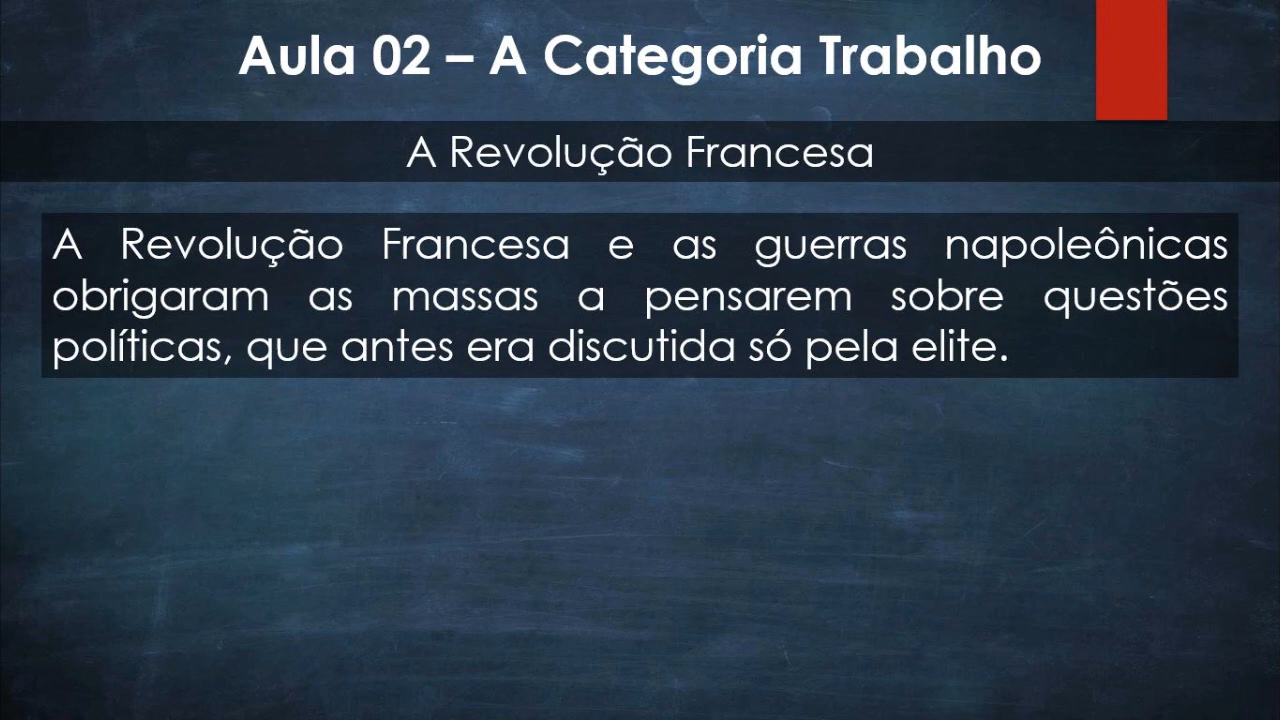 Aula 02 – A Categoria Trabalho
A Revolução Francesa
A Revolução Francesa e as guerras napoleônicas
obrigaram as massas a pensarem sobre questões
políticas, que antes era discutida só pela elite.